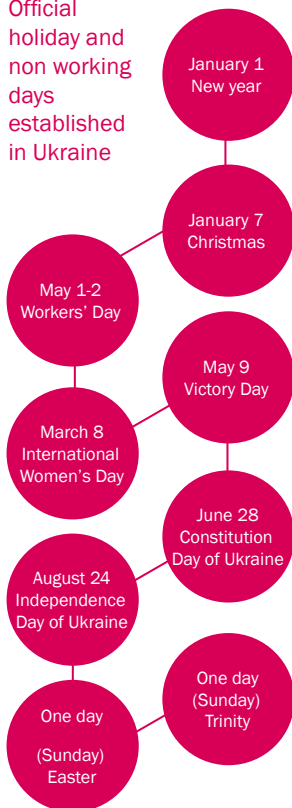 Official
holiday and
non working
days
established
in Ukraine
January 1
New year
January 7
Christmas
May 1-2
Workers' Day
March 8
International
Women's Day
May 9
Victory Day
June 28
Constitution
Day of Ukraine
August 24
Independence
Day of Ukraine
One day
(Sunday)
Easter
One day
(Sunday)
Trinity